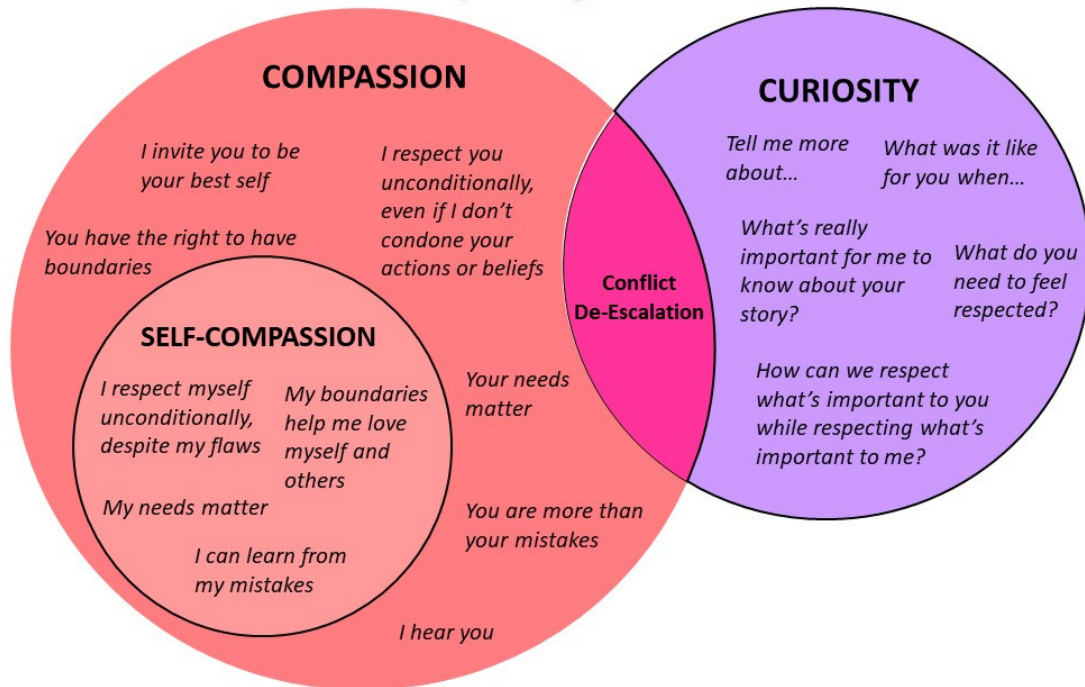 COMPASSION
I invite you to be
your best self
I respect you
unconditionally,
even if I don't
condone your
actions or beliefs
You have the right to have
boundaries
SELF-COMPASSION
I respect myself
unconditionally,
despite my flaws
My boundaries
help me love
myself and
others
My needs matter
I can learn from
my mistakes
Your needs
matter
You are more than
your mistakes
I hear you
Conflict
De-Escalation
CURIOSITY
Tell me more
about...
What was it like
for you when...
What's really
important for me to
know about your
story?
What do you
need to feel
respected?
How can we respect
what's important to you
while respecting what's
important to me?